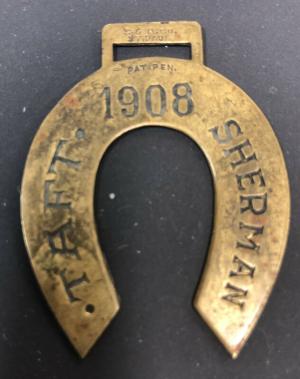 PAT. PEN.
1908
TAFT.
SHERMAN